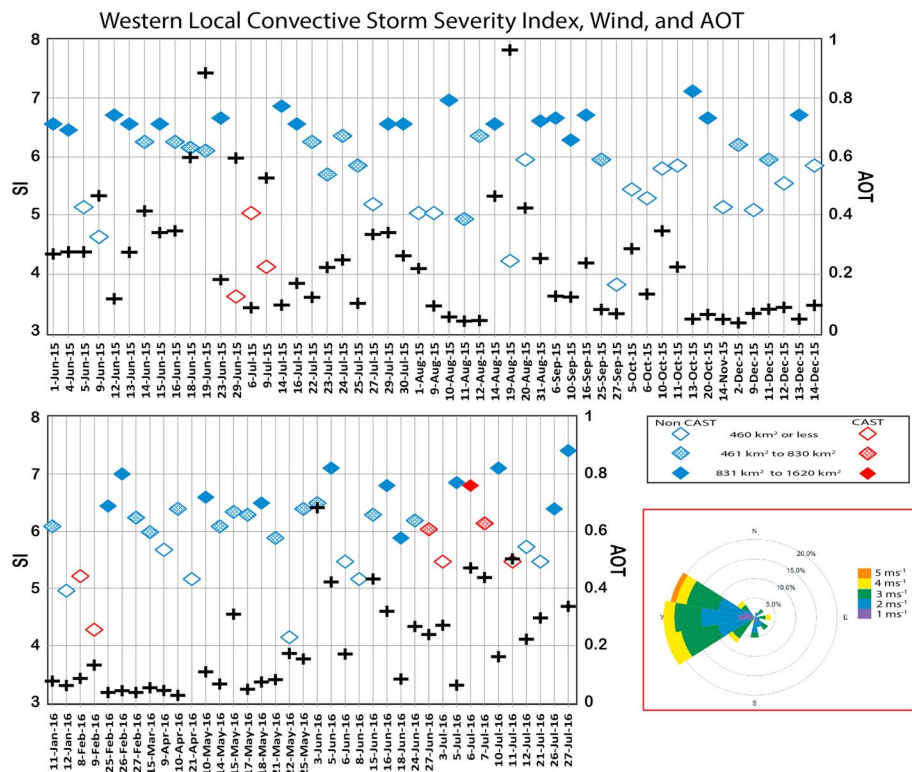 Western Local Convective Storm Severity Index, Wind, and AOT
8
7
6
5
4
3
SI
1
0.8
0.6
0.4
0.2
0
AOT
1-Jun-15
4-Jun-15
5-Jun-15
9-Jun-15
12-Jun-15
13-Jun-15
14-Jun-15
15-Jun-15
16-Jun-15
18-Jun-15
19-Jun-15
23-Jun-15
29-Jun-15
6-Jul-15
9-Jul-15
14-Jul-15
16-Jul-15
22-Jul-15
23-Jul-15
24-Jul-15
25-Jul-15
27-Jul-15
29-Jul-15
30-Jul-15
1-Aug-15
9-Aug-15
10-Aug-15
11-Aug-15
12-Aug-15
14-Aug-15
19-Aug-15
20-Aug-15
31-Aug-15
6-Sep-15
10-Sep-15
16-Sep-15
25-Sep-15
27-Sep-15
5-Oct-15
6-Oct-15
10-Oct-15
11-Oct-15
13-Oct-15
20-Oct-15
14-Nov-15
2-Dec-15
9-Dec-15
11-Dec-15
12-Dec-15
13-Dec-15
14-Dec-15
8
7
6
5
4
3
SI
1
0.8
0.6
0.4
0.2
0
AOT
11-Jan-16
12-Jan-16
8-Feb-16
9-Feb-16
25-Feb-16
26-Feb-16
27-Feb-16
15-Mar-16
9-Apr-16
10-Apr-16
21-Apr-16
10-May-16
14-May-16
15-May-16
17-May-16
18-May-16
21-May-16
22-May-16
25-May-16
3-Jun-16
5-Jun-16
6-Jun-16
8-Jun-16
15-Jun-16
16-Jun-16
18-Jun-16
24-Jun-16
27-Jun-16
3-Jul-16
5-Jul-16
6-Jul-16
7-Jul-16
10-Jul-16
11-Jul-16
12-Jul-16
21-Jul-16
26-Jul-16
27-Jul-16
Non CAST CAST
460 km² or less
461 km² to 830 km²
831 km² to 1620 km²
N
20.0%
15.0%
10.0%
5.0%
Y
E
S
5 ms⁻¹
4 ms⁻¹
3 ms⁻¹
2 ms⁻¹
1 ms⁻¹